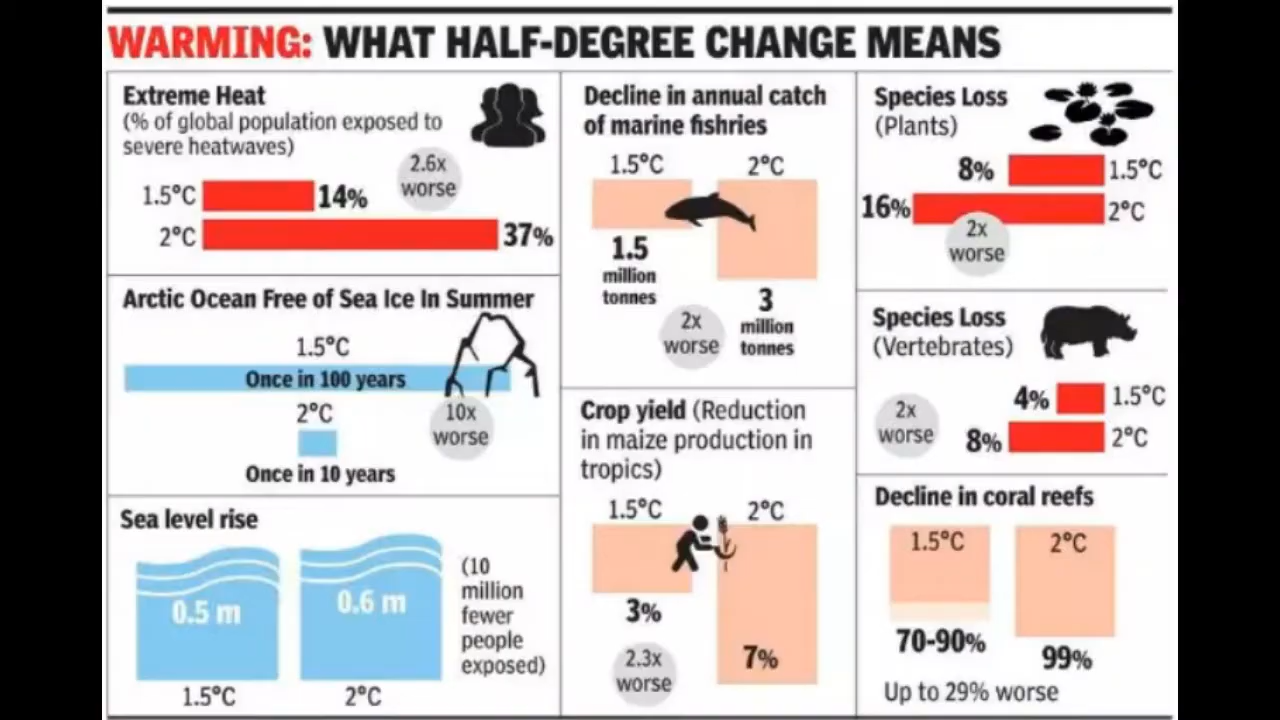 WARMING: WHAT HALF-DEGREE CHANGE MEANS
Extreme Heat
(% of global population exposed to
severe heatwaves)
2.6x
worse
1.5°C
14%
2°C
37%
Arctic Ocean Free of Sea Ice In Summer
1.5°C
Once in 100 years
2°C
10x
worse
Once in 10 years
Sea level rise
0.5 m
0.6 m
(10
million
fewer
people
exposed)
1.5°C
2°C
Decline in annual catch
of marine fishries
1.5°C
2°C
1.5
million
tonnes
3
million
tonnes
2x
worse
Crop yield (Reduction
in maize production in
tropics)
1.5°C
2°C
3%
7%
2.3x
worse
Species Loss
(Plants)
8%
1.5°C
16%
2°C
2x
worse
Species Loss
(Vertebrates)
4%
1.5°C
2x
worse
8%
2°C
Decline in coral reefs
1.5°C
2°C
70-90%
99%
Up to 29% worse